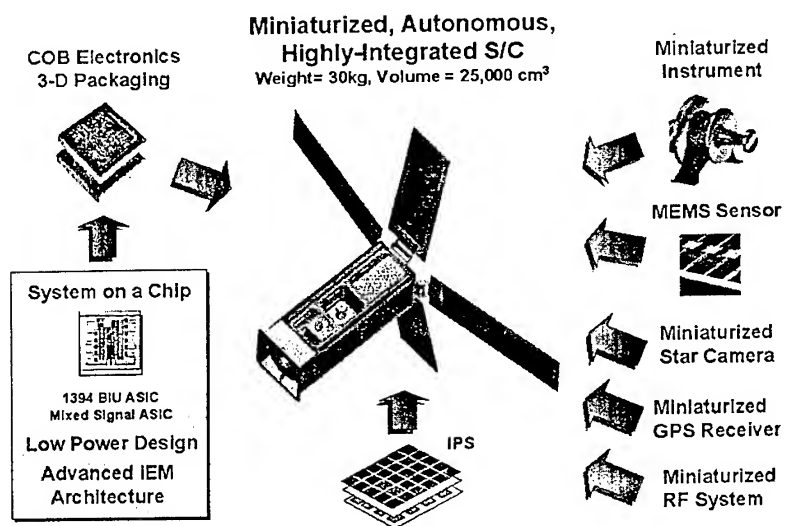 Miniaturized, Autonomous,
Highly-Integrated S/C
Weight= 30kg, Volume = 25,000 cm³
COB Electronics
3-D Packaging
System on a Chip
1394 BIU ASIC
Mixed Signal ASIC
Low Power Design
Advanced IEM
Architecture
IPS
Miniaturized
Instrument
MEMS Sensor
Miniaturized
Star Camera
Miniaturized
GPS Receiver
Miniaturized
RF System